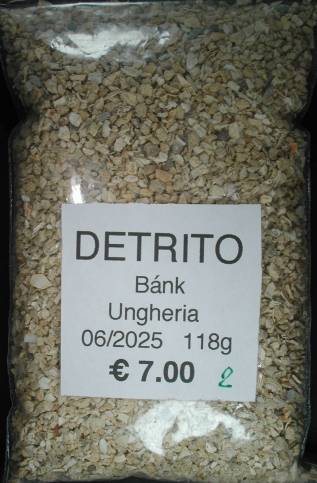 DETRITO
Bánk
Ungheria
06/2025 118g
€ 7.00 2